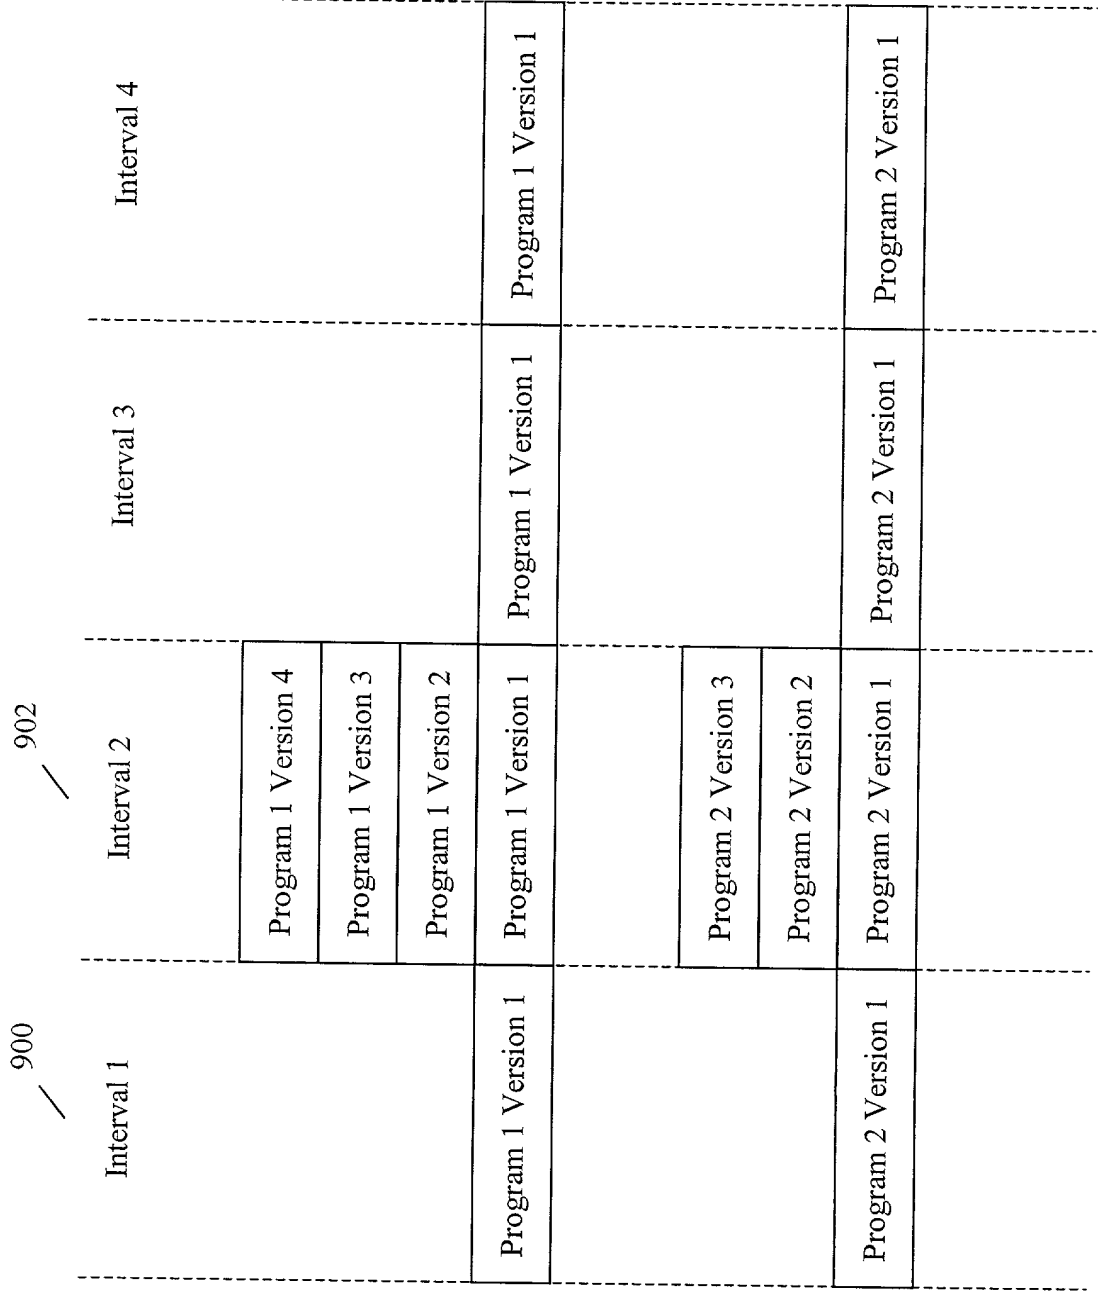 900
902
Interval 1
Interval 2
Interval 3
Interval 4
Program 1 Version 4
Program 1 Version 3
Program 1 Version 2
Program 1 Version 1
Program 1 Version 1
Program 1 Version 1
Program 1 Version 1
Program 2 Version 3
Program 2 Version 2
Program 2 Version 1
Program 2 Version 1
Program 2 Version 1
Program 2 Version 1